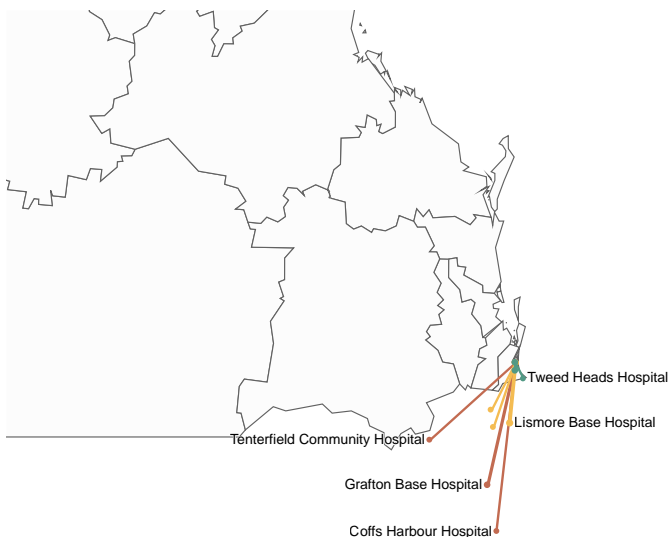 Tweed Heads Hospital
Lismore Base Hospital
Tenterfield Community Hospital
Grafton Base Hospital
Coffs Harbour Hospital